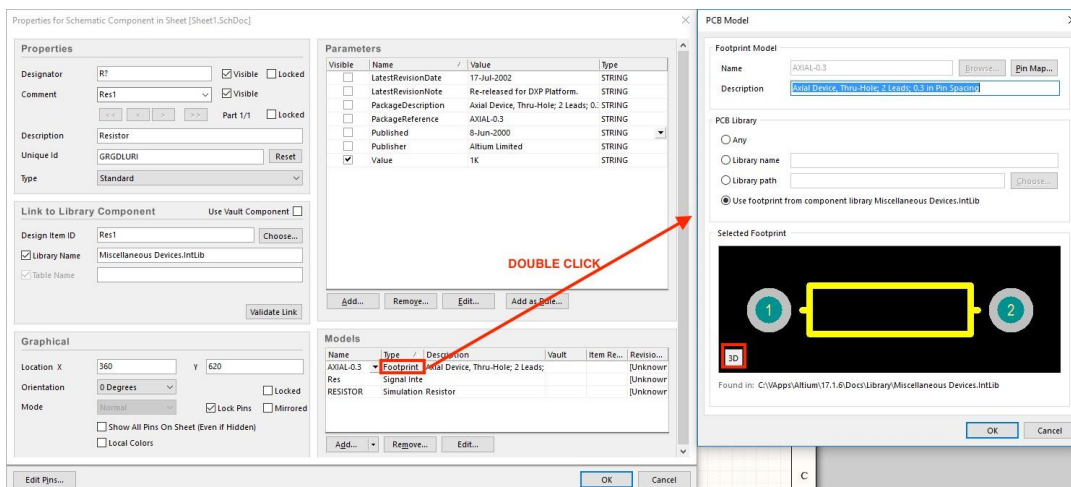 Properties for Schematic Component in Sheet [Sheet1.SchDoc]
Properties
Designator R? Visible Locked
Comment Res1 Visible
<< < > >> Part 1/1 Locked
Description Resistor
Unique Id GRGDLURI Reset
Type Standard
Link to Library Component Use Vault Component
Design Item ID Res1 Choose...
Library Name Miscellaneous Devices.IntLib
Table Name
Validate Link
Graphical
Location X 360 Y 620
Orientation 0 Degrees Locked
Mode Normal Lock Pins Mirrored
Show All Pins On Sheet (Even if Hidden)
Local Colors
Edit Pins...
Parameters
Visible Name / Value Type
LatestRevisionDate 17-Jul-2002 STRING
LatestRevisionNote Re-released for DXP Platform. STRING
PackageDescription Axial Device, Thru-Hole; 2 Leads; 0.: STRING
PackageReference AXIAL-0.3 STRING
Published 8-Jun-2000 STRING
Publisher Altium Limited STRING
Value 1K STRING
DOUBLE CLICK
Add... Remove... Edit... Add as Rule...
Models
Name Type / Description Vault Item Re... Revisio...
AXIAL-0.3 Footprint Axial Device, Thru-Hole; 2 Leads; [Unknowr
Res Signal Inte [Unknowr
RESISTOR Simulation Resistor [Unknowr
Add... Remove... Edit...
OK Cancel
PCB Model
Footprint Model
Name AXIAL-0.3 Browse... Pin Map...
Description Axial Device, Thru-Hole; 2 Leads; 0.3 in Pin Spacing
PCB Library
Any
Library name
Library path Choose...
Use footprint from component library Miscellaneous Devices.IntLib
Selected Footprint
1 2
3D
Found in: C:\VApps\Altium\17.1.6\Docs\Library\Miscellaneous Devices.IntLib
OK Cancel
C